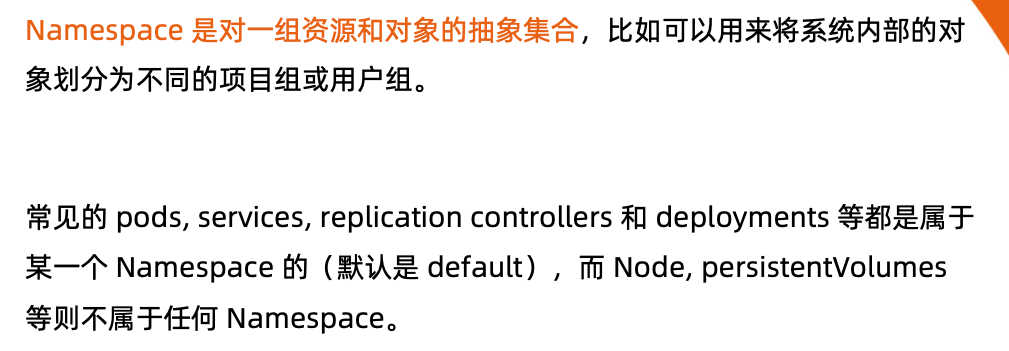 Namespace 是对一组资源和对象的抽象集合，比如可以用来将系统内部的对
象划分为不同的项目组或用户组。
常见的 pods, services, replication controllers 和 deployments 等都是属于
某一个 Namespace 的（默认是 default），而 Node, persistentVolumes
等则不属于任何 Namespace。